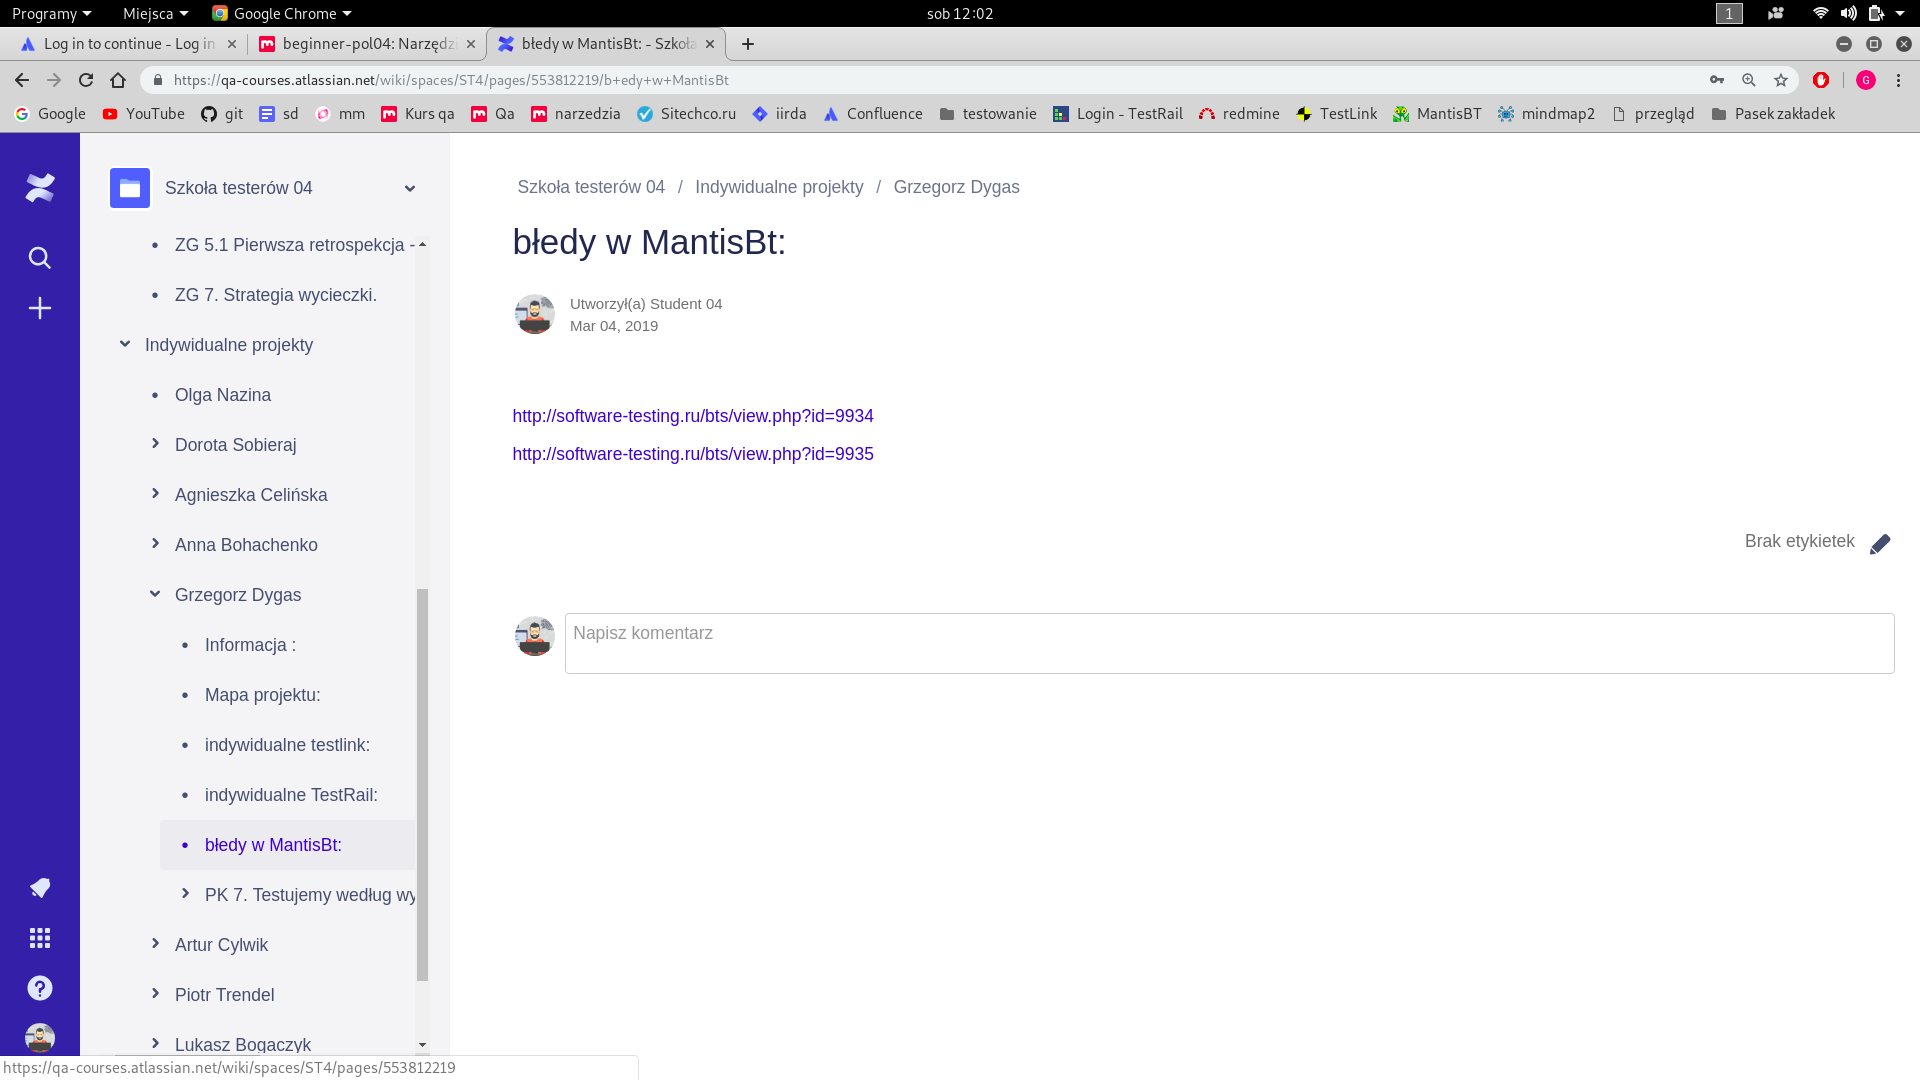 Programy Miejsca Google Chrome sob 12:02 1
Log in to continue - Log in beginner-pol04: Narzędzi błedy w MantisBt: - Szkoła
https://qa-courses.atlassian.net/wiki/spaces/ST4/pages/553812219/b+edy+w+MantisBt G
Google YouTube git sd mm Kurs qa Qa narzedzia Sitechco.ru iirda Confluence testowanie Login - TestRail redmine TestLink MantisBT mindmap2 przegląd Pasek zakładek
Szkoła testerów 04
ZG 5.1 Pierwsza retrospekcja -
ZG 7. Strategia wycieczki.
Indywidualne projekty
Olga Nazina
Dorota Sobieraj
Agnieszka Celińska
Anna Bohachenko
Grzegorz Dygas
Informacja :
Mapa projektu:
indywidualne testlink:
indywidualne TestRail:
błedy w MantisBt:
PK 7. Testujemy według wy
Artur Cylwik
Piotr Trendel
Lukasz Bogaczyk
Szkoła testerów 04 / Indywidualne projekty / Grzegorz Dygas
błedy w MantisBt:
Utworzył(a) Student 04
Mar 04, 2019
http://software-testing.ru/bts/view.php?id=9934
http://software-testing.ru/bts/view.php?id=9935
Brak etykietek
Napisz komentarz
https://qa-courses.atlassian.net/wiki/spaces/ST4/pages/553812219